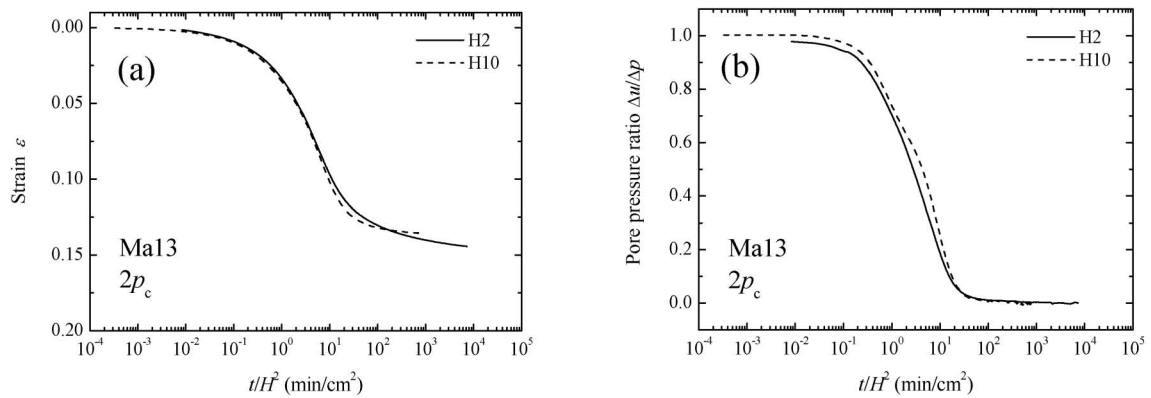 0.00
0.05
0.10
0.15
0.20
Strain ε
(a)
H2
H10
Ma13
2pc
10-4 10-3 10-2 10-1 100 101 102 103 104 105
t/H2 (min/cm2)
1.0
0.8
0.6
0.4
0.2
0.0
Pore pressure ratio Δu/Δp
(b)
H2
H10
Ma13
2pc
10-4 10-3 10-2 10-1 100 101 102 103 104 105
t/H2 (min/cm2)